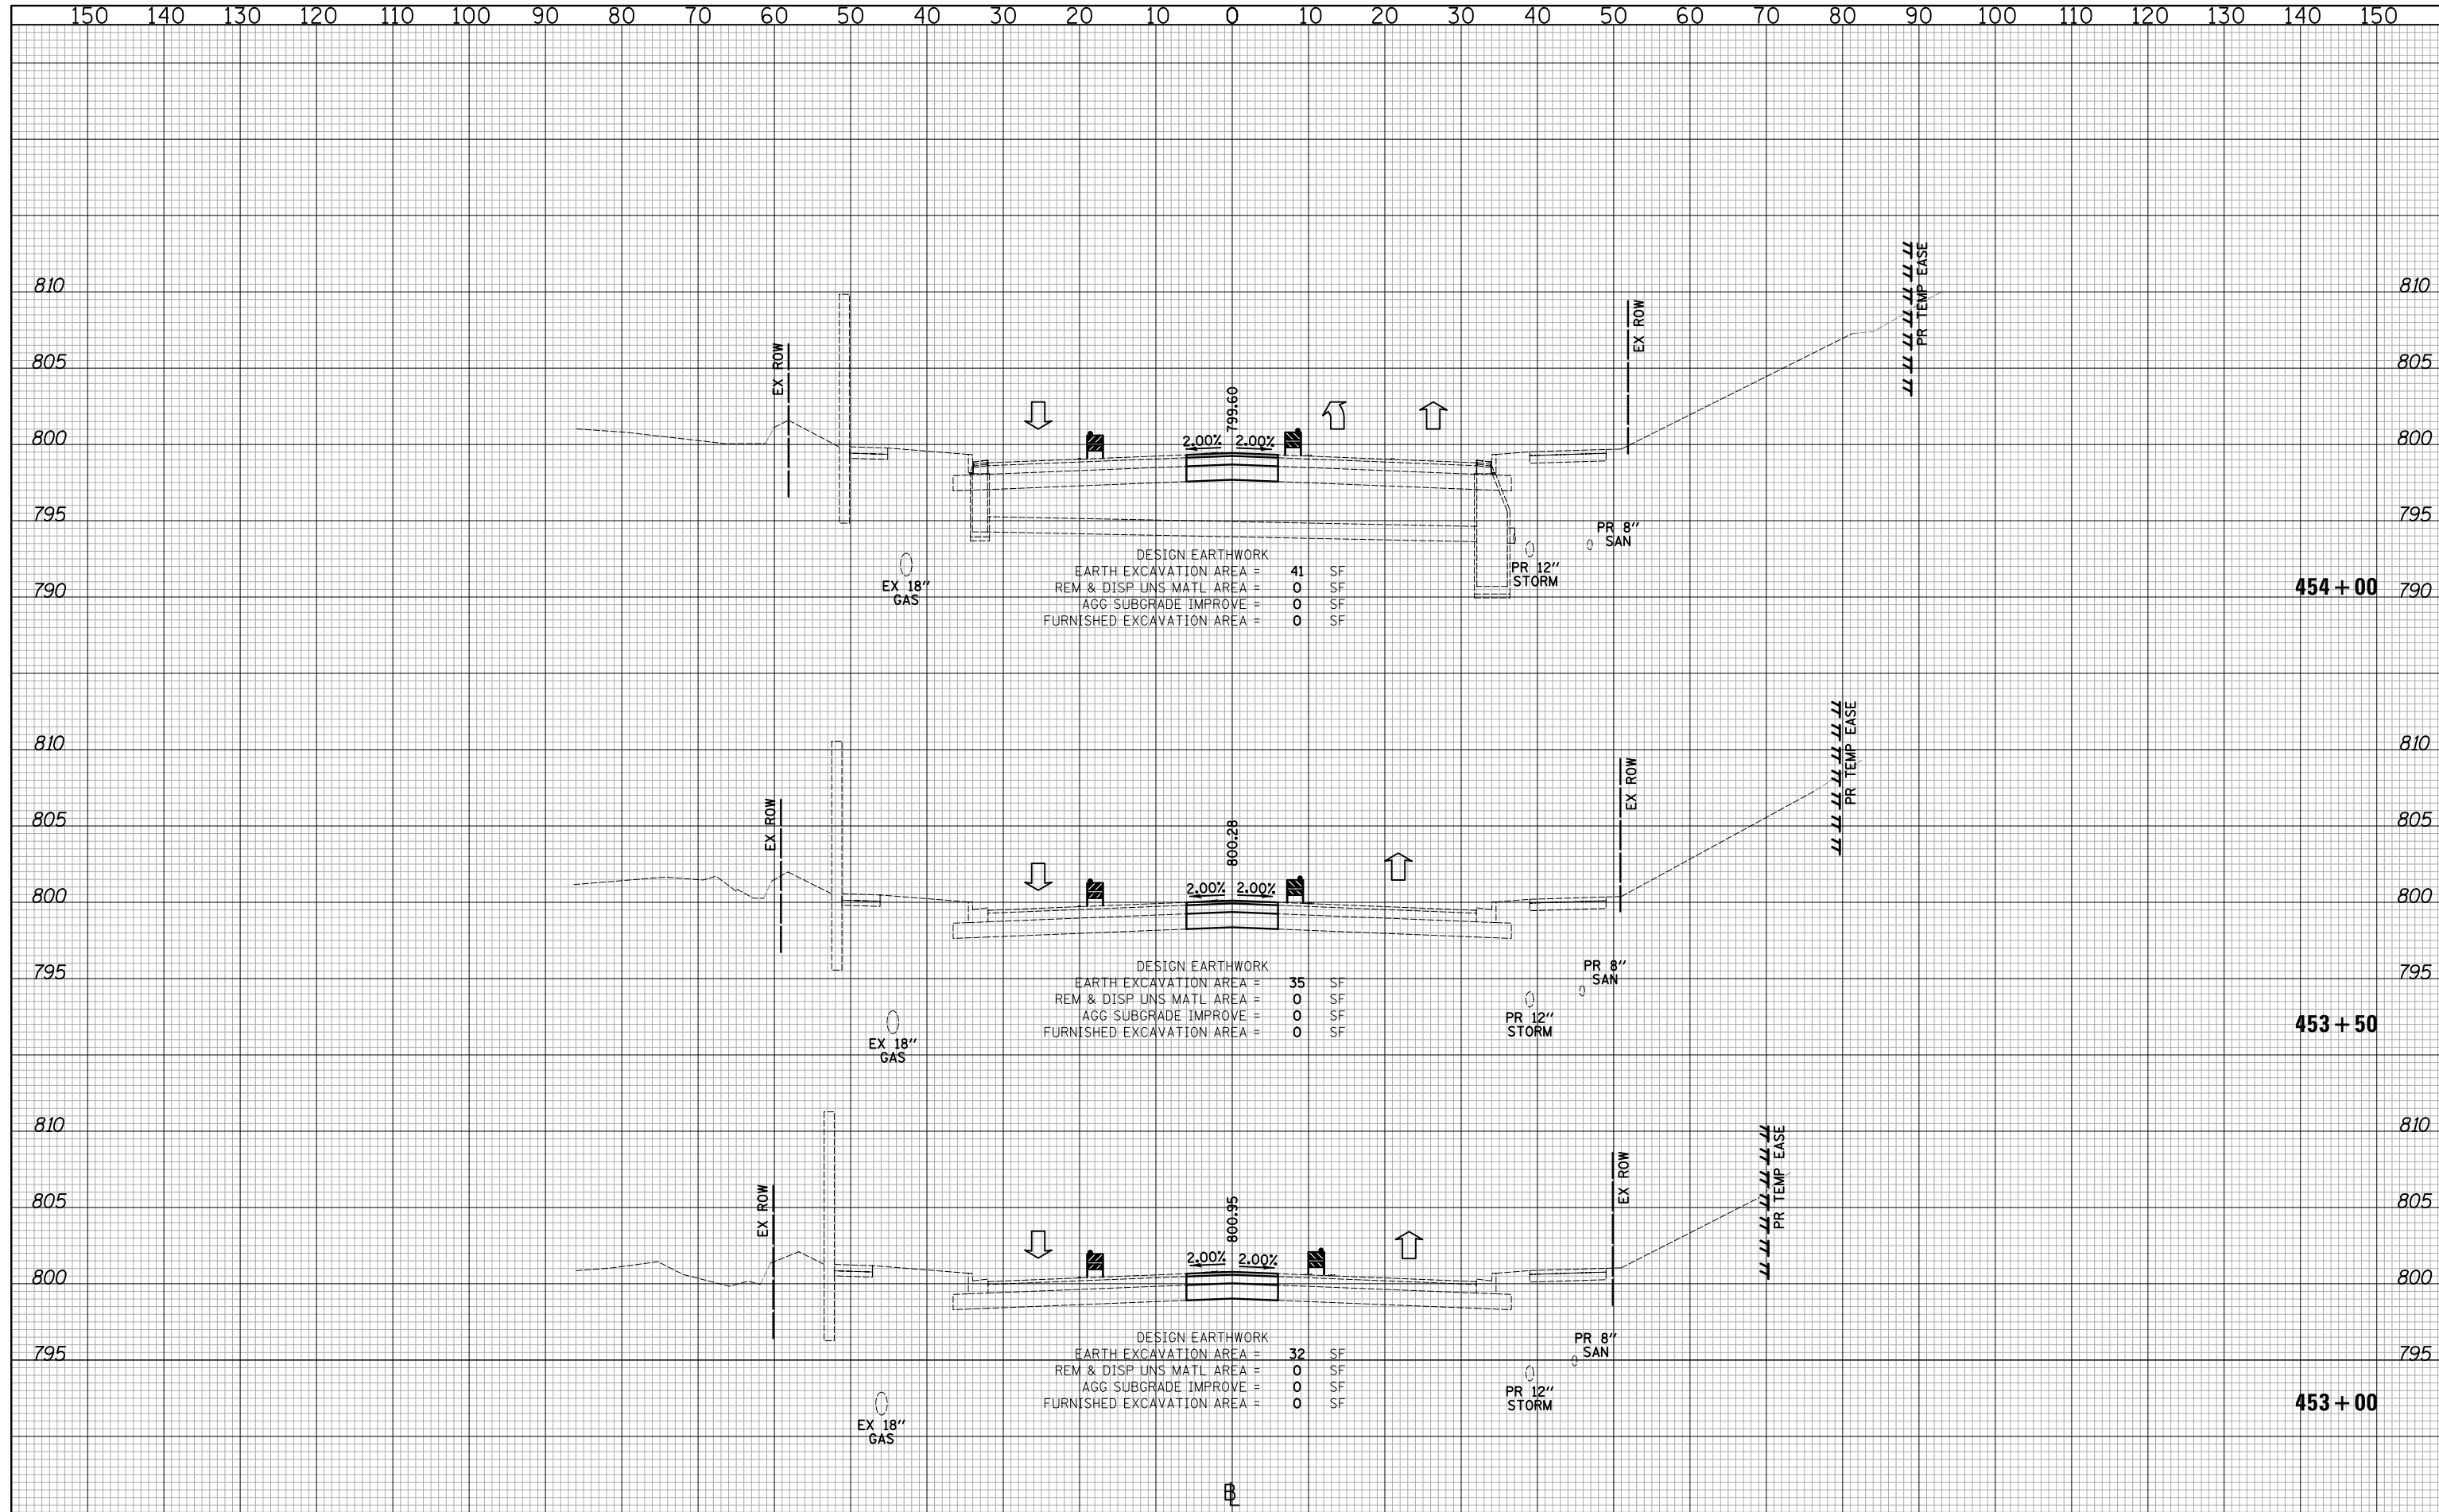 150 140 130 120 110 100 90 80 70 60 50 40 30 20 10 0 10 20 30 40 50 60 70 80 90 100 110 120 130 140 150
PR TEMP EASE
810 810
EX ROW
EX ROW
805 805
799.60
800 2.00% 2.00% 800
795 795
PR 8"
SAN
DESIGN EARTHWORK
EARTH EXCAVATION AREA = 41 SF
REM & DISP UNS MATL AREA = 0 SF
AGG SUBGRADE IMPROVE = 0 SF
FURNISHED EXCAVATION AREA = 0 SF
EX 18"
GAS
PR 12"
STORM
790 454+00 790
PR TEMP EASE
810 810
EX ROW
EX ROW
805 805
800.28
800 2.00% 2.00% 800
795 795
PR 8"
SAN
DESIGN EARTHWORK
EARTH EXCAVATION AREA = 35 SF
REM & DISP UNS MATL AREA = 0 SF
AGG SUBGRADE IMPROVE = 0 SF
FURNISHED EXCAVATION AREA = 0 SF
PR 12"
STORM
EX 18"
GAS
453+50
810 810
PR TEMP EASE
EX ROW
EX ROW
805 805
800.95
800 2.00% 2.00% 800
PR 8"
SAN
795 795
DESIGN EARTHWORK
EARTH EXCAVATION AREA = 32 SF
REM & DISP UNS MATL AREA = 0 SF
AGG SUBGRADE IMPROVE = 0 SF
FURNISHED EXCAVATION AREA = 0 SF
PR 12"
STORM
EX 18"
GAS
453+00
BL